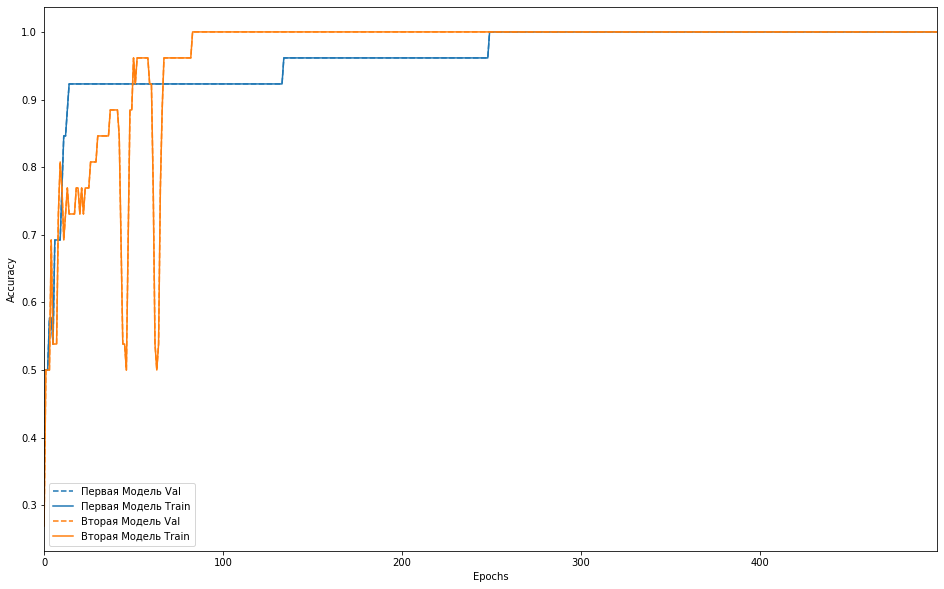 1.0
0.9
0.8
0.7
0.6
0.5
0.4
0.3
Accuracy
Первая Модель Val
Первая Модель Train
Вторая Модель Val
Вторая Модель Train
0 100 200 300 400
Epochs